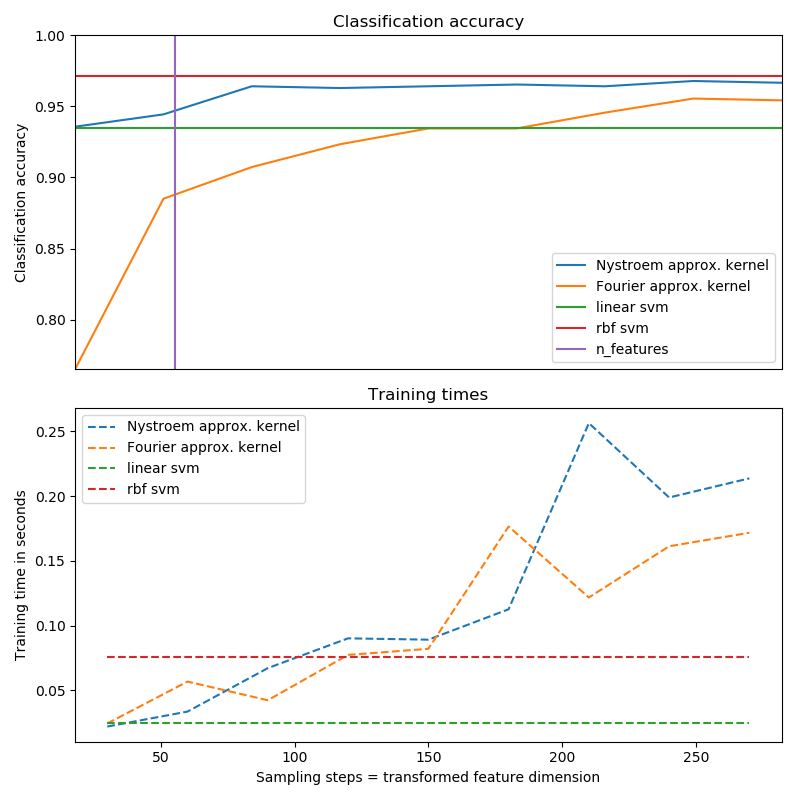 Classification accuracy
1.00
0.95
0.90
0.85
0.80
Classification accuracy
Nystroem approx. kernel
Fourier approx. kernel
linear svm
rbf svm
n_features
Training times
0.25
0.20
0.15
0.10
0.05
Training time in seconds
Nystroem approx. kernel
Fourier approx. kernel
linear svm
rbf svm
50 100 150 200 250
Sampling steps = transformed feature dimension